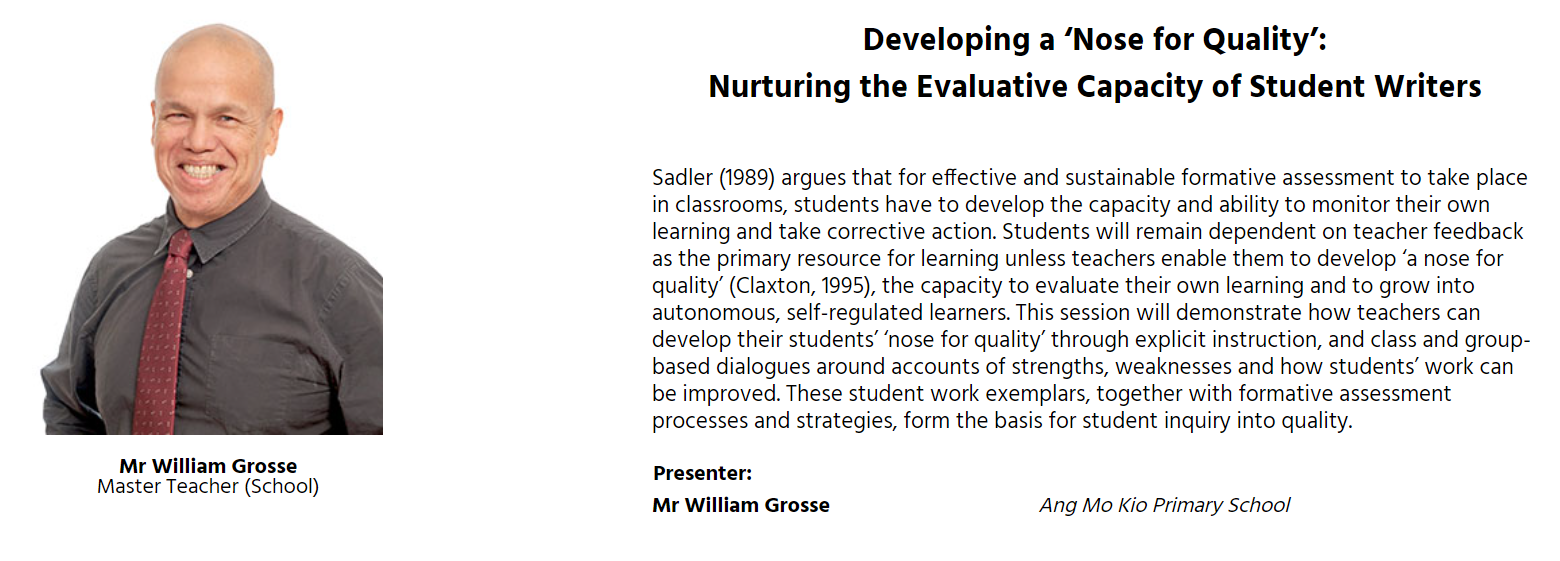 Developing a ‘Nose for Quality’:
Nurturing the Evaluative Capacity of Student Writers
Sadler (1989) argues that for effective and sustainable formative assessment to take place
in classrooms, students have to develop the capacity and ability to monitor their own
learning and take corrective action. Students will remain dependent on teacher feedback
as the primary resource for learning unless teachers enable them to develop ‘a nose for
quality’ (Claxton, 1995), the capacity to evaluate their own learning and to grow into
autonomous, self-regulated learners. This session will demonstrate how teachers can
develop their students’ ‘nose for quality’ through explicit instruction, and class and group-
based dialogues around accounts of strengths, weaknesses and how students’ work can
be improved. These student work exemplars, together with formative assessment
processes and strategies, form the basis for student inquiry into quality.
Mr William Grosse
Master Teacher (School)
Presenter:
Mr William Grosse Ang Mo Kio Primary School